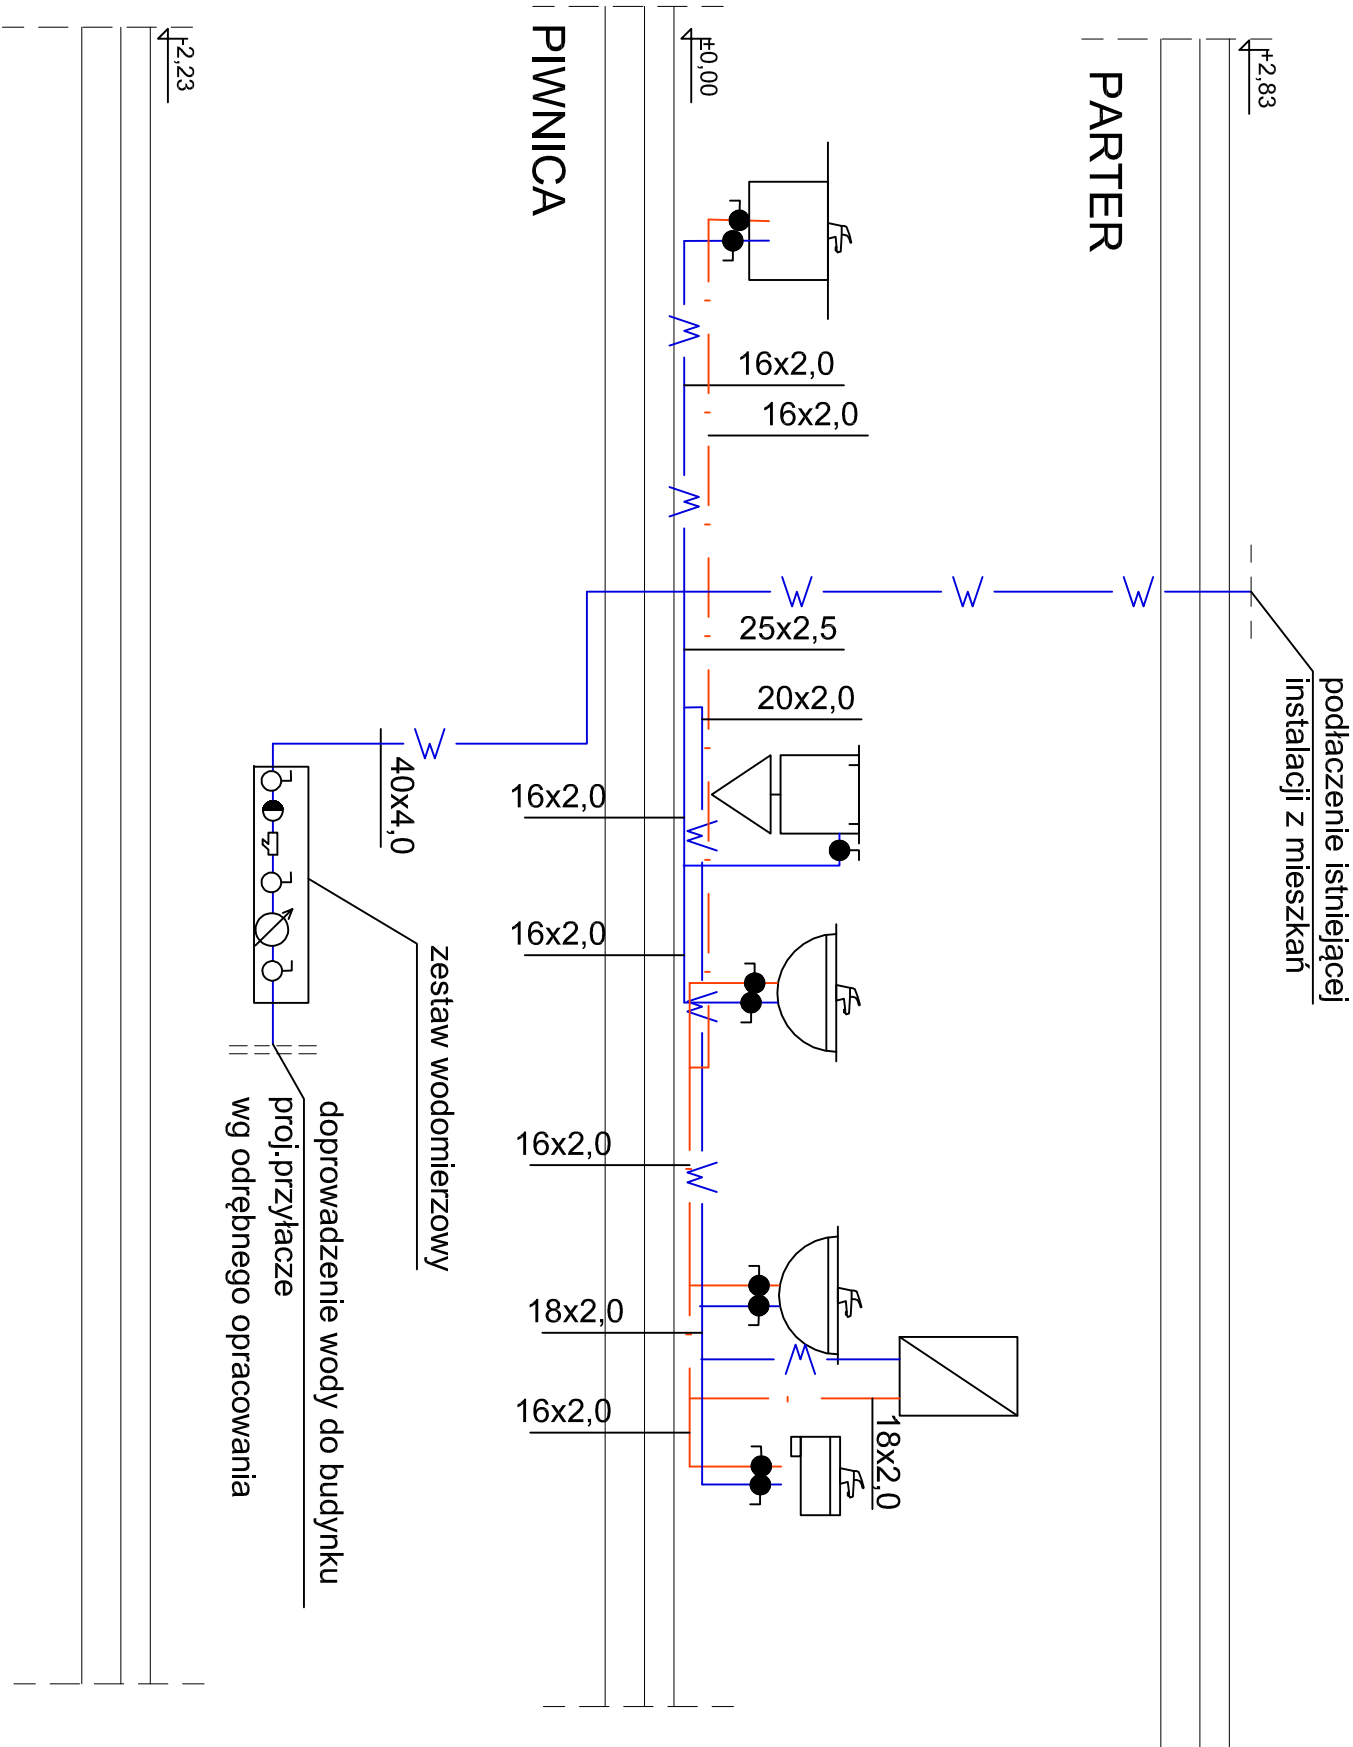 +2,83
PARTER
podłaczenie istniejącej
instalacji z mieszkań
±0,00
PIWNICA
16x2,0
16x2,0
25x2,5
20x2,0
16x2,0
16x2,0
16x2,0
18x2,0
16x2,0
18x2,0
-2,23
40x4,0
zestaw wodomierzowy
doprowadzenie wody do budynku
proj.przyłacze
wg odrębnego opracowania
W
W
W
W
W
W
W
W
W
W